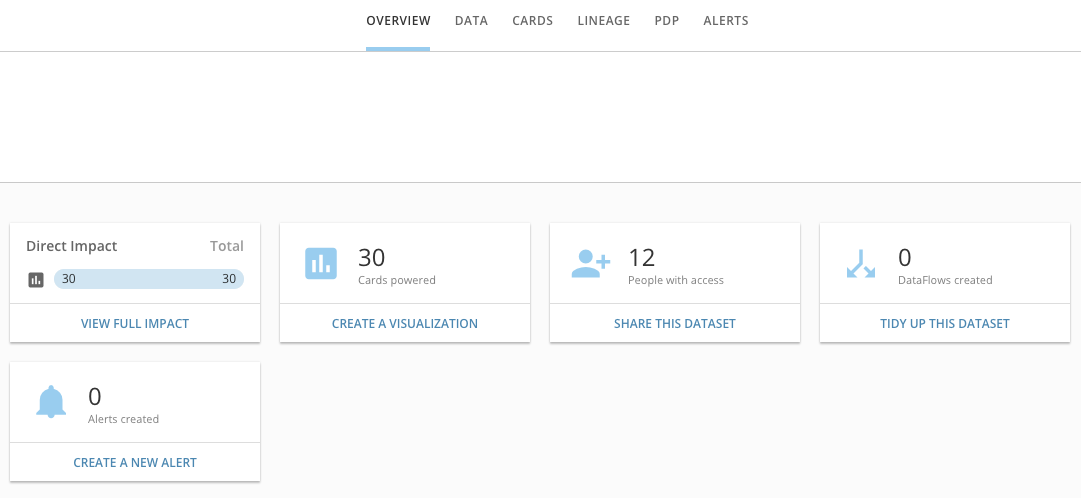 OVERVIEW DATA CARDS LINEAGE PDP ALERTS
Direct Impact Total
30 30
VIEW FULL IMPACT
30
Cards powered
CREATE A VISUALIZATION
12
People with access
SHARE THIS DATASET
0
DataFlows created
TIDY UP THIS DATASET
0
Alerts created
CREATE A NEW ALERT